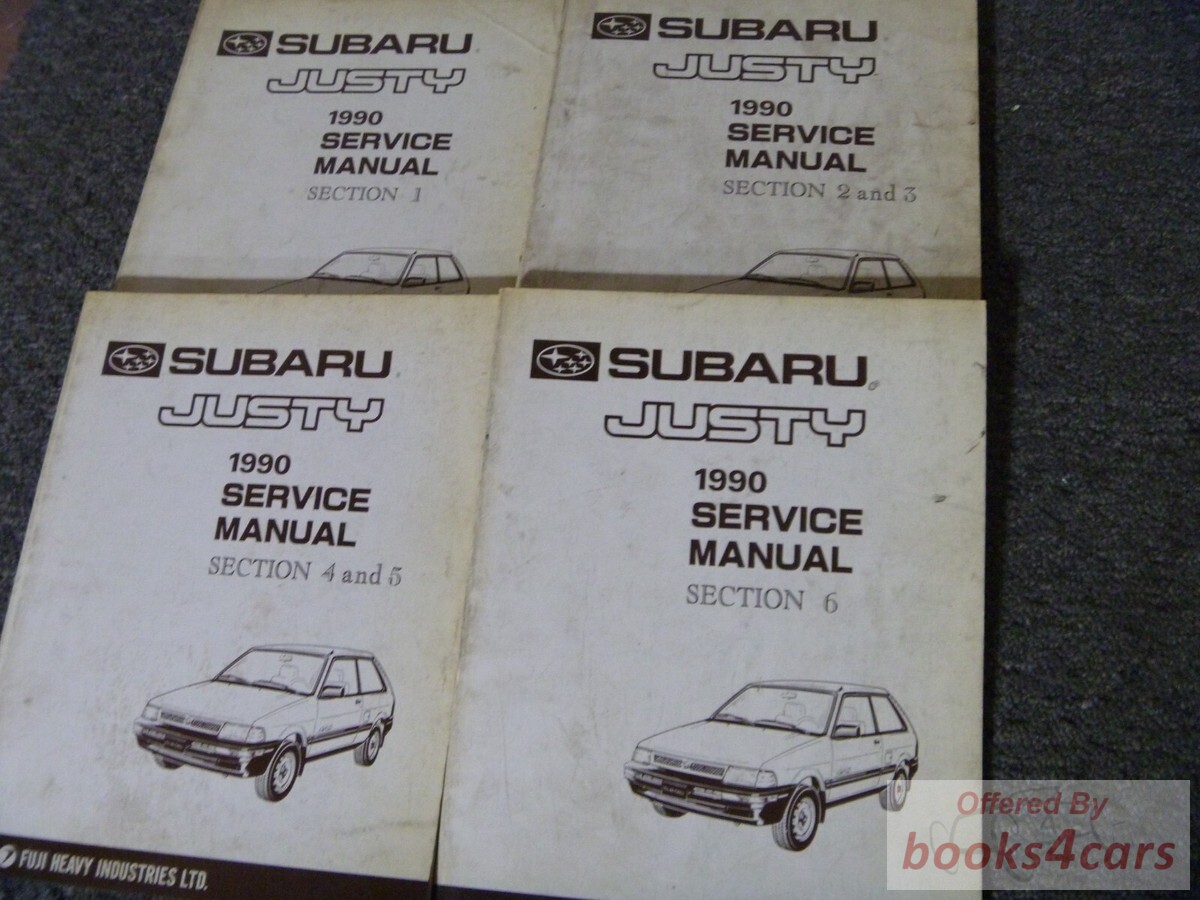 SUBARU
JUSTY
1990
SERVICE
MANUAL
SECTION 1
SUBARU
JUSTY
1990
SERVICE
MANUAL
SECTION 2 and 3
SUBARU
JUSTY
1990
SERVICE
MANUAL
SECTION 4 and 5
FUJI HEAVY INDUSTRIES LTD.
SUBARU
JUSTY
1990
SERVICE
MANUAL
SECTION 6
Offered By
books4cars